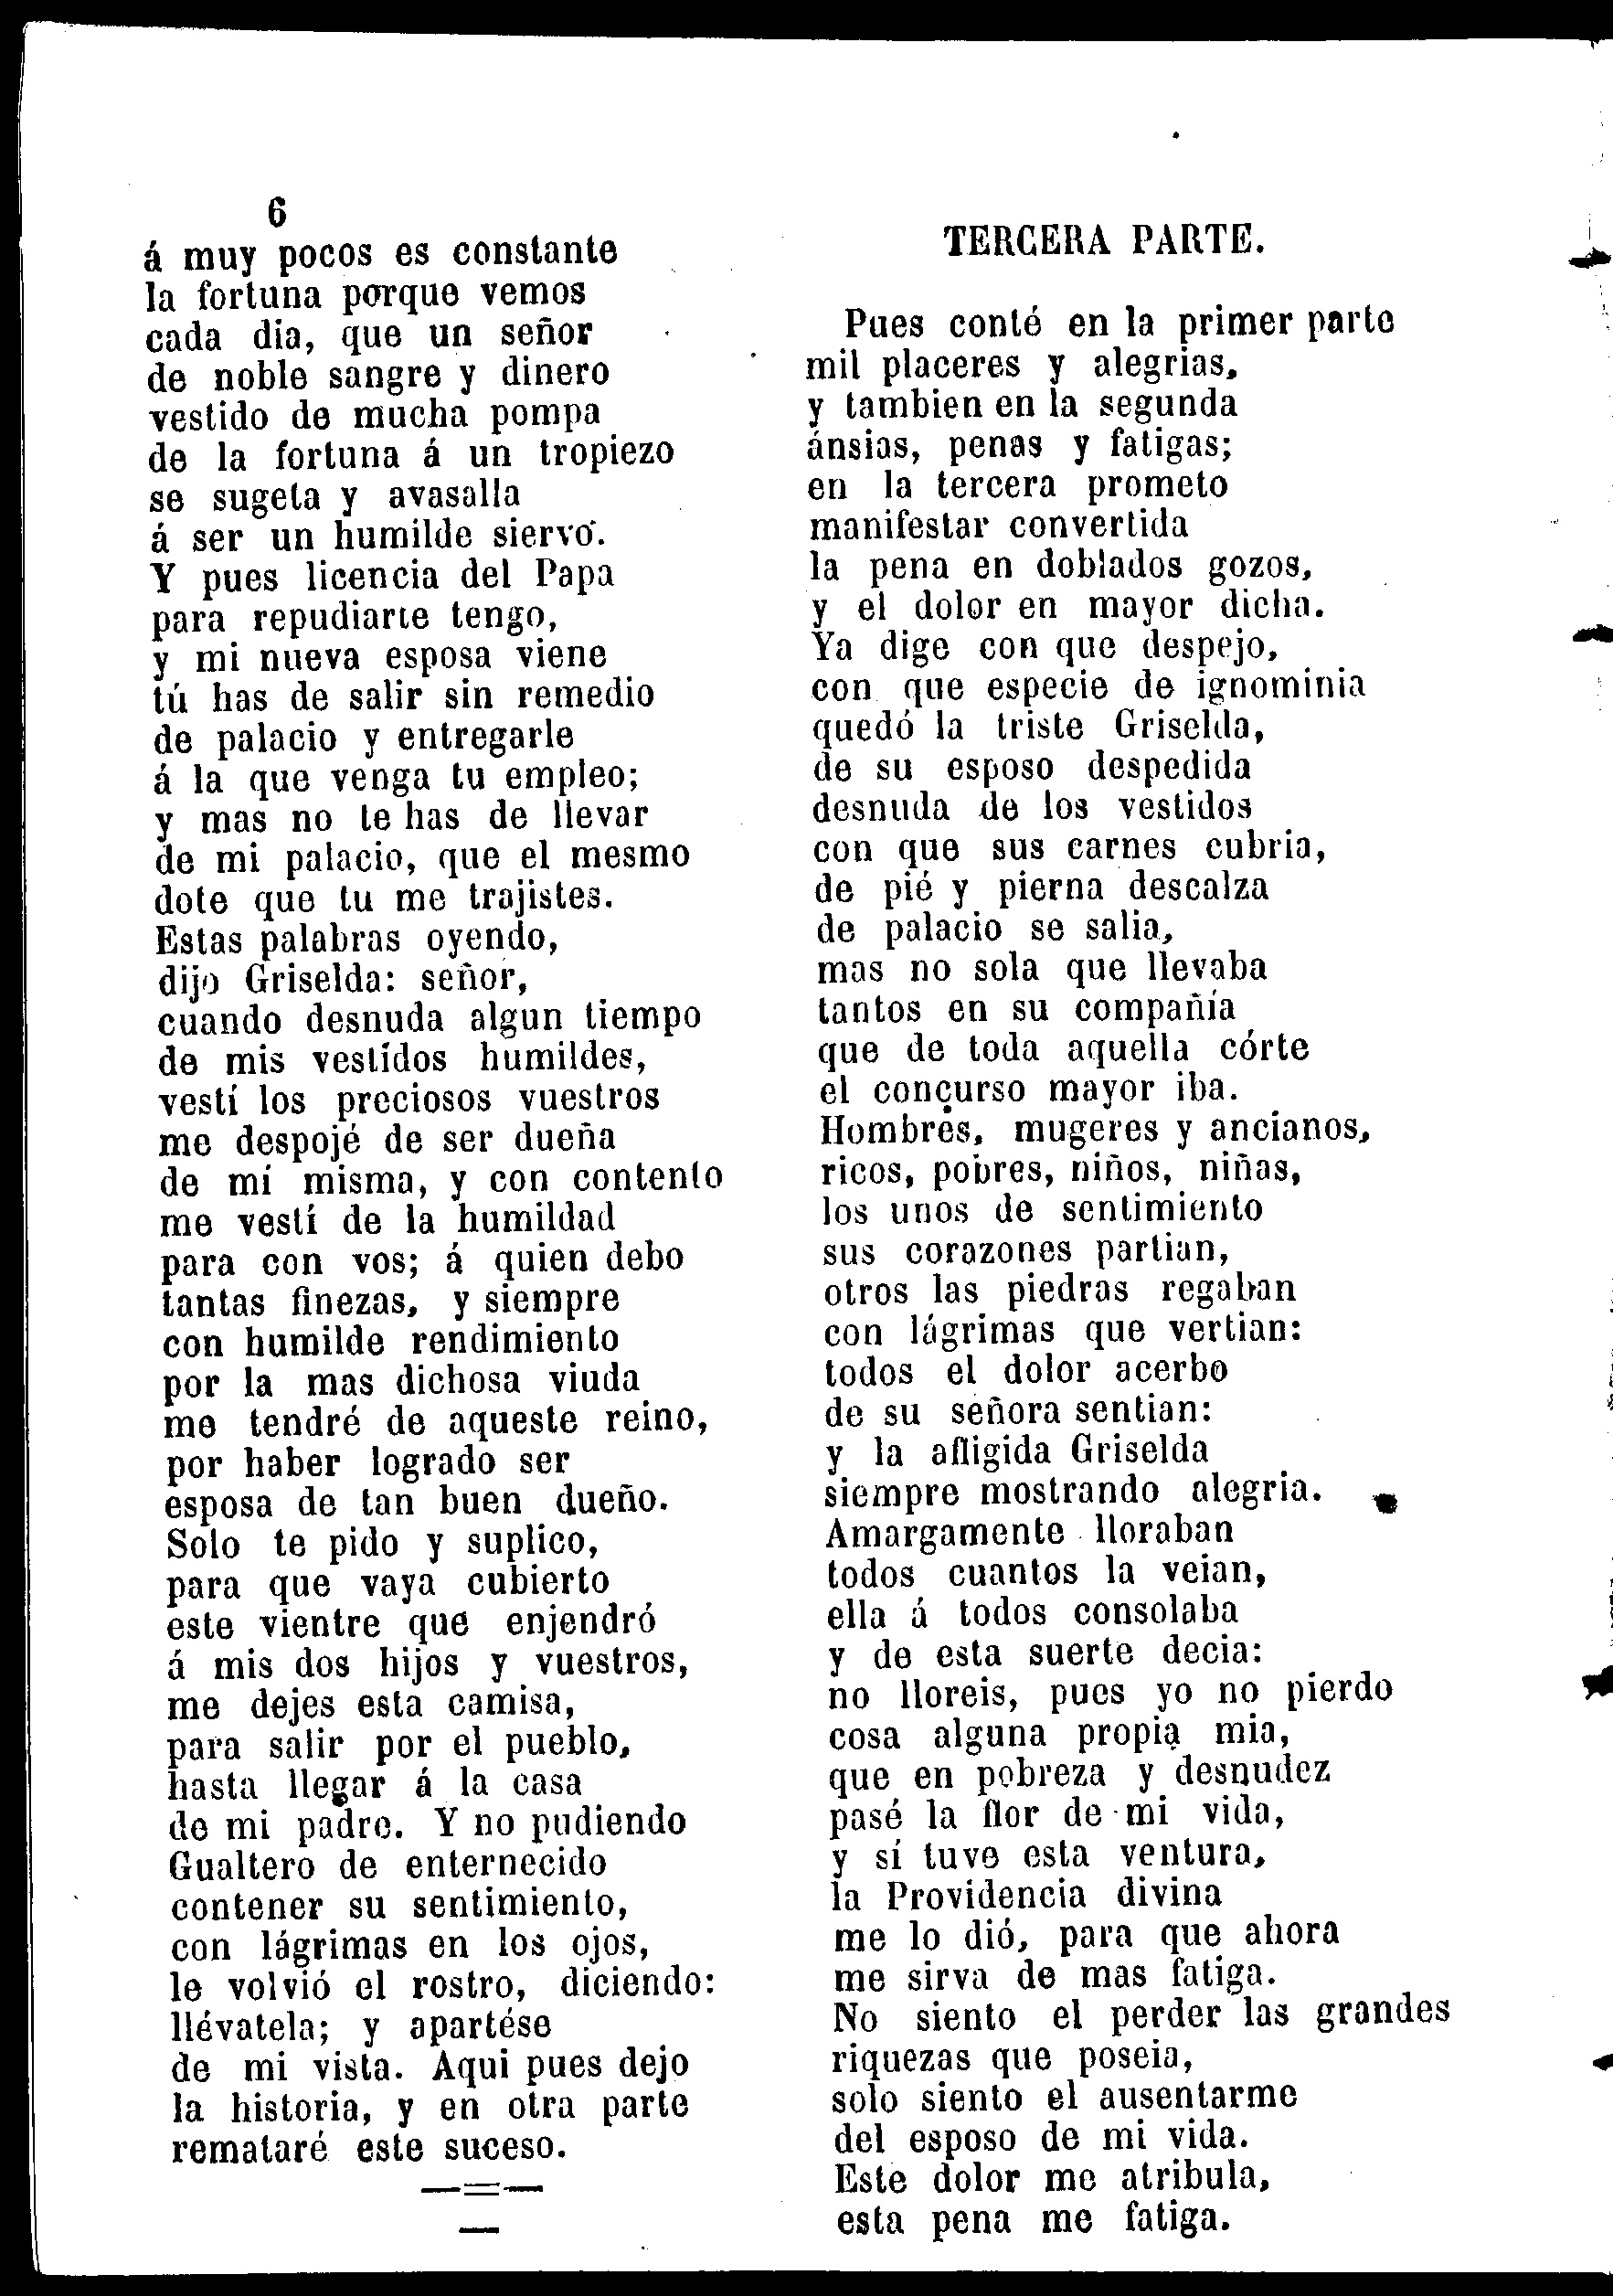 6
á muy pocos es constante
la fortuna porque vemos
cada dia, que un señor
de noble sangre y dinero
vestido de mucha pompa
de la fortuna á un tropiezo
se sugeta y avasalla
á ser un humilde siervo.
Y pues licencia del Papa
para repudiarte tengo,
y mi nueva esposa viene
tú has de salir sin remedio
de palacio y entregarle
á la que venga tu empleo;
y mas no te has de llevar
de mi palacio, que el mesmo
dote que tu me trajistes.
Estas palabras oyendo,
dijo Griselda: señor,
cuando desnuda algun tiempo
de mis vestídos humildes,
vestí los preciosos vuestros
me despojé de ser dueña
de mí misma, y con contento
me vestí de la humildad
para con vos; á quien debo
tantas finezas, y siempre
con humilde rendimiento
por la mas dichosa viuda
me tendré de aqueste reino,
por haber logrado ser
esposa de tan buen dueño.
Solo te pido y suplico,
para que vaya cubierto
este vientre que enjendró
á mis dos hijos y vuestros,
me dejes esta camisa,
para salir por el pueblo,
hasta llegar á la casa
de mi padre. Y no pudiendo
Gualtero de enternecido
contener su sentimiento,
con lágrimas en los ojos,
le volvió el rostro, diciendo:
llévatela; y apartése
de mi vista. Aqui pues dejo
la historia, y en otra parte
remataré este suceso.
TERCERA PARTE.
Pues conté en la primer parte
mil placeres y alegrias,
y tambien en la segunda
ánsias, penas y fatigas;
en la tercera prometo
manifestar convertida
la pena en doblados gozos,
y el dolor en mayor dicha.
Ya dige con que despejo,
con que especie de ignominia
quedó la triste Griselda,
de su esposo despedida
desnuda de los vestidos
con que sus carnes cubria,
de pié y pierna descalza
de palacio se salia,
mas no sola que llevaba
tantos en su compañía
que de toda aquella córte
el concurso mayor iba.
Hombres, mugeres y ancianos,
ricos, pobres, niños, niñas,
los unos de sentimiento
sus corazones partian,
otros las piedras regaban
con lágrimas que vertian:
todos el dolor acerbo
de su señora sentian:
y la afligida Griselda
siempre mostrando alegria.
Amargamente lloraban
todos cuantos la veian,
ella á todos consolaba
y de esta suerte decia:
no lloreis, pues yo no pierdo
cosa alguna propia mia,
que en pobreza y desnudez
pasé la flor de mi vida,
y sí tuve esta ventura,
la Providencia divina
me lo dió, para que ahora
me sirva de mas fatiga.
No siento el perder las grandes
riquezas que poseia,
solo siento el ausentarme
del esposo de mi vida.
Este dolor me atribula,
esta pena me fatiga.